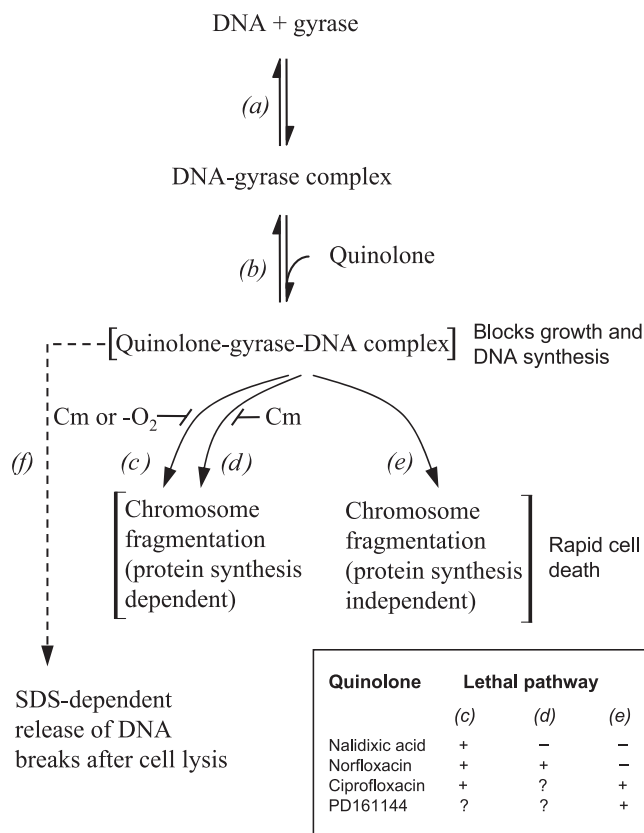 DNA + gyrase
(a)
DNA-gyrase complex
(b)
Quinolone
[Quinolone-gyrase-DNA complex]
Blocks growth and
DNA synthesis
Cm or -O₂
Cm
(f)
(c)
(d)
(e)
Chromosome
fragmentation
(protein synthesis
dependent)
Chromosome
fragmentation
(protein synthesis
independent)
Rapid cell
death
SDS-dependent
release of DNA
breaks after cell lysis
Quinolone Lethal pathway
(c) (d) (e)
Nalidixic acid + – –
Norfloxacin + + –
Ciprofloxacin + ? +
PD161144 ? ? +